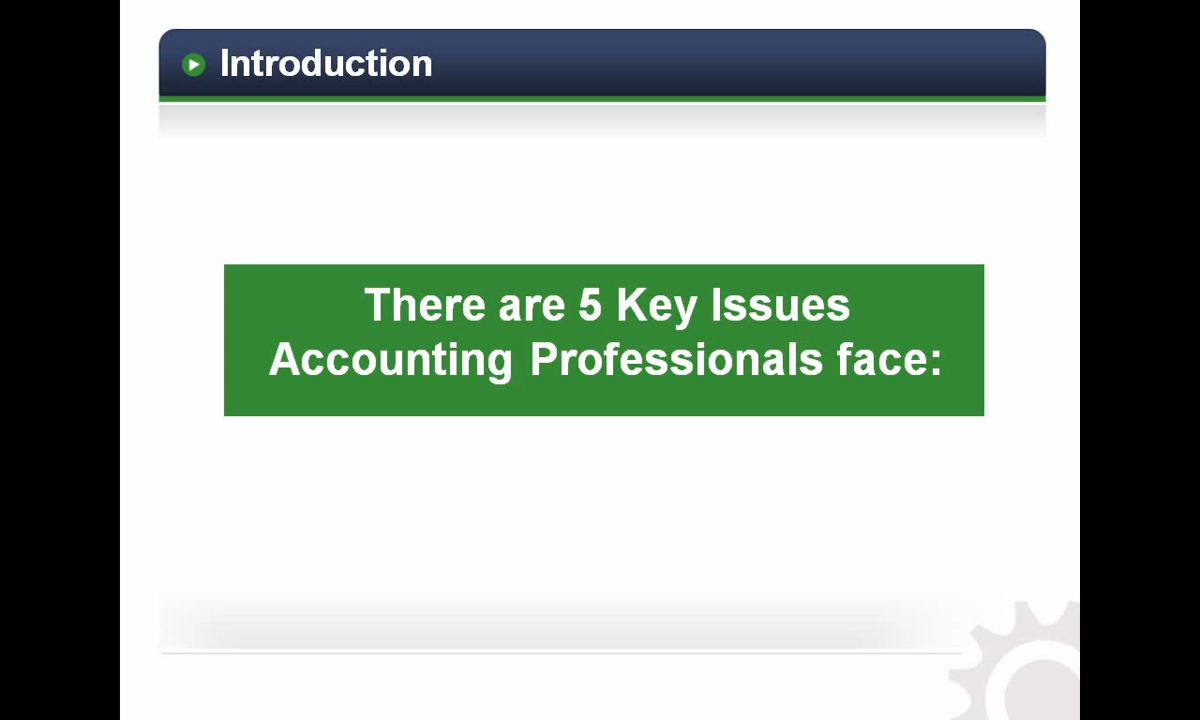 Introduction
There are 5 Key Issues
Accounting Professionals face: